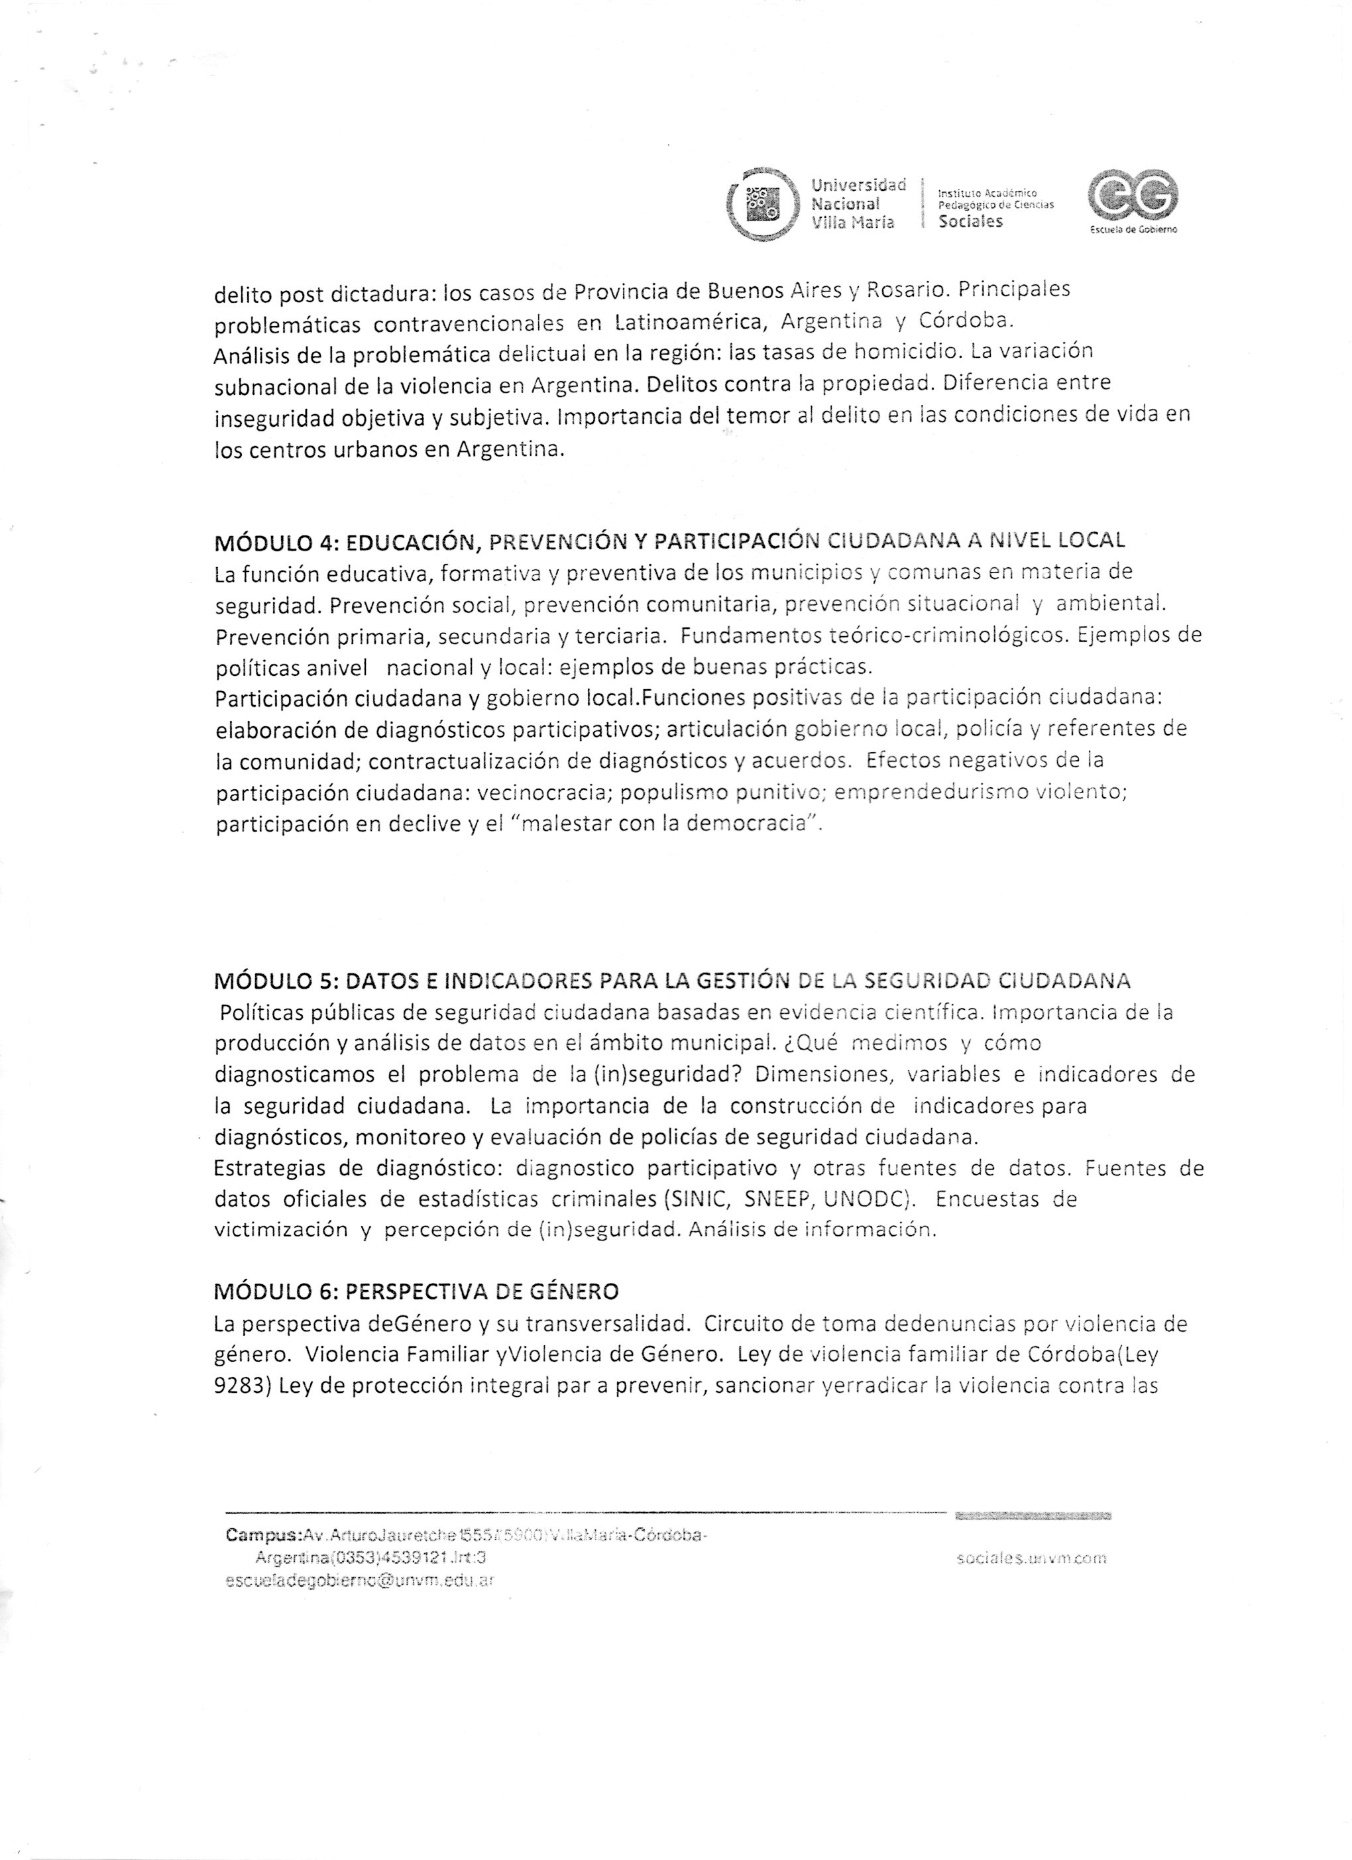 Universidad
Nacional
Villa María
Instituto Académico
Pedagógico de Ciencias
Sociales
eG
Escuela de Gobierno
delito post dictadura: los casos de Provincia de Buenos Aires y Rosario. Principales
problemáticas contravencionales en Latinoamérica, Argentina y Córdoba.
Análisis de la problemática delictual en la región: las tasas de homicidio. La variación
subnacional de la violencia en Argentina. Delitos contra la propiedad. Diferencia entre
inseguridad objetiva y subjetiva. Importancia del temor al delito en las condiciones de vida en
los centros urbanos en Argentina.
MÓDULO 4: EDUCACIÓN, PREVENCIÓN Y PARTICIPACIÓN CIUDADANA A NIVEL LOCAL
La función educativa, formativa y preventiva de los municipios y comunas en materia de
seguridad. Prevención social, prevención comunitaria, prevención situacional y ambiental.
Prevención primaria, secundaria y terciaria. Fundamentos teórico-criminológicos. Ejemplos de
políticas anivel nacional y local: ejemplos de buenas prácticas.
Participación ciudadana y gobierno local.Funciones positivas de la participación ciudadana:
elaboración de diagnósticos participativos; articulación gobierno local, policía y referentes de
la comunidad; contractualización de diagnósticos y acuerdos. Efectos negativos de la
participación ciudadana: vecinocracia; populismo punitivo; emprendedurismo violento;
participación en declive y el “malestar con la democracia”.
MÓDULO 5: DATOS E INDICADORES PARA LA GESTIÓN DE LA SEGURIDAD CIUDADANA
Políticas públicas de seguridad ciudadana basadas en evidencia científica. Importancia de la
producción y análisis de datos en el ámbito municipal. ¿Qué medimos y cómo
diagnosticamos el problema de la (in)seguridad? Dimensiones, variables e indicadores de
la seguridad ciudadana. La importancia de la construcción de indicadores para
diagnósticos, monitoreo y evaluación de policías de seguridad ciudadana.
Estrategias de diagnóstico: diagnostico participativo y otras fuentes de datos. Fuentes de
datos oficiales de estadísticas criminales (SINIC, SNEEP, UNODC). Encuestas de
victimización y percepción de (in)seguridad. Análisis de información.
MÓDULO 6: PERSPECTIVA DE GÉNERO
La perspectiva deGénero y su transversalidad. Circuito de toma dedenuncias por violencia de
género. Violencia Familiar yViolencia de Género. Ley de violencia familiar de Córdoba(Ley
9283) Ley de protección integral par a prevenir, sancionar yerradicar la violencia contra las
Campus:Av.ArturoJauretche1555/5900/VillaMaría-Córdoba-
Argentina(0353)4539121
sociales.unvm.com
escueladegobierno@unvm.edu.ar